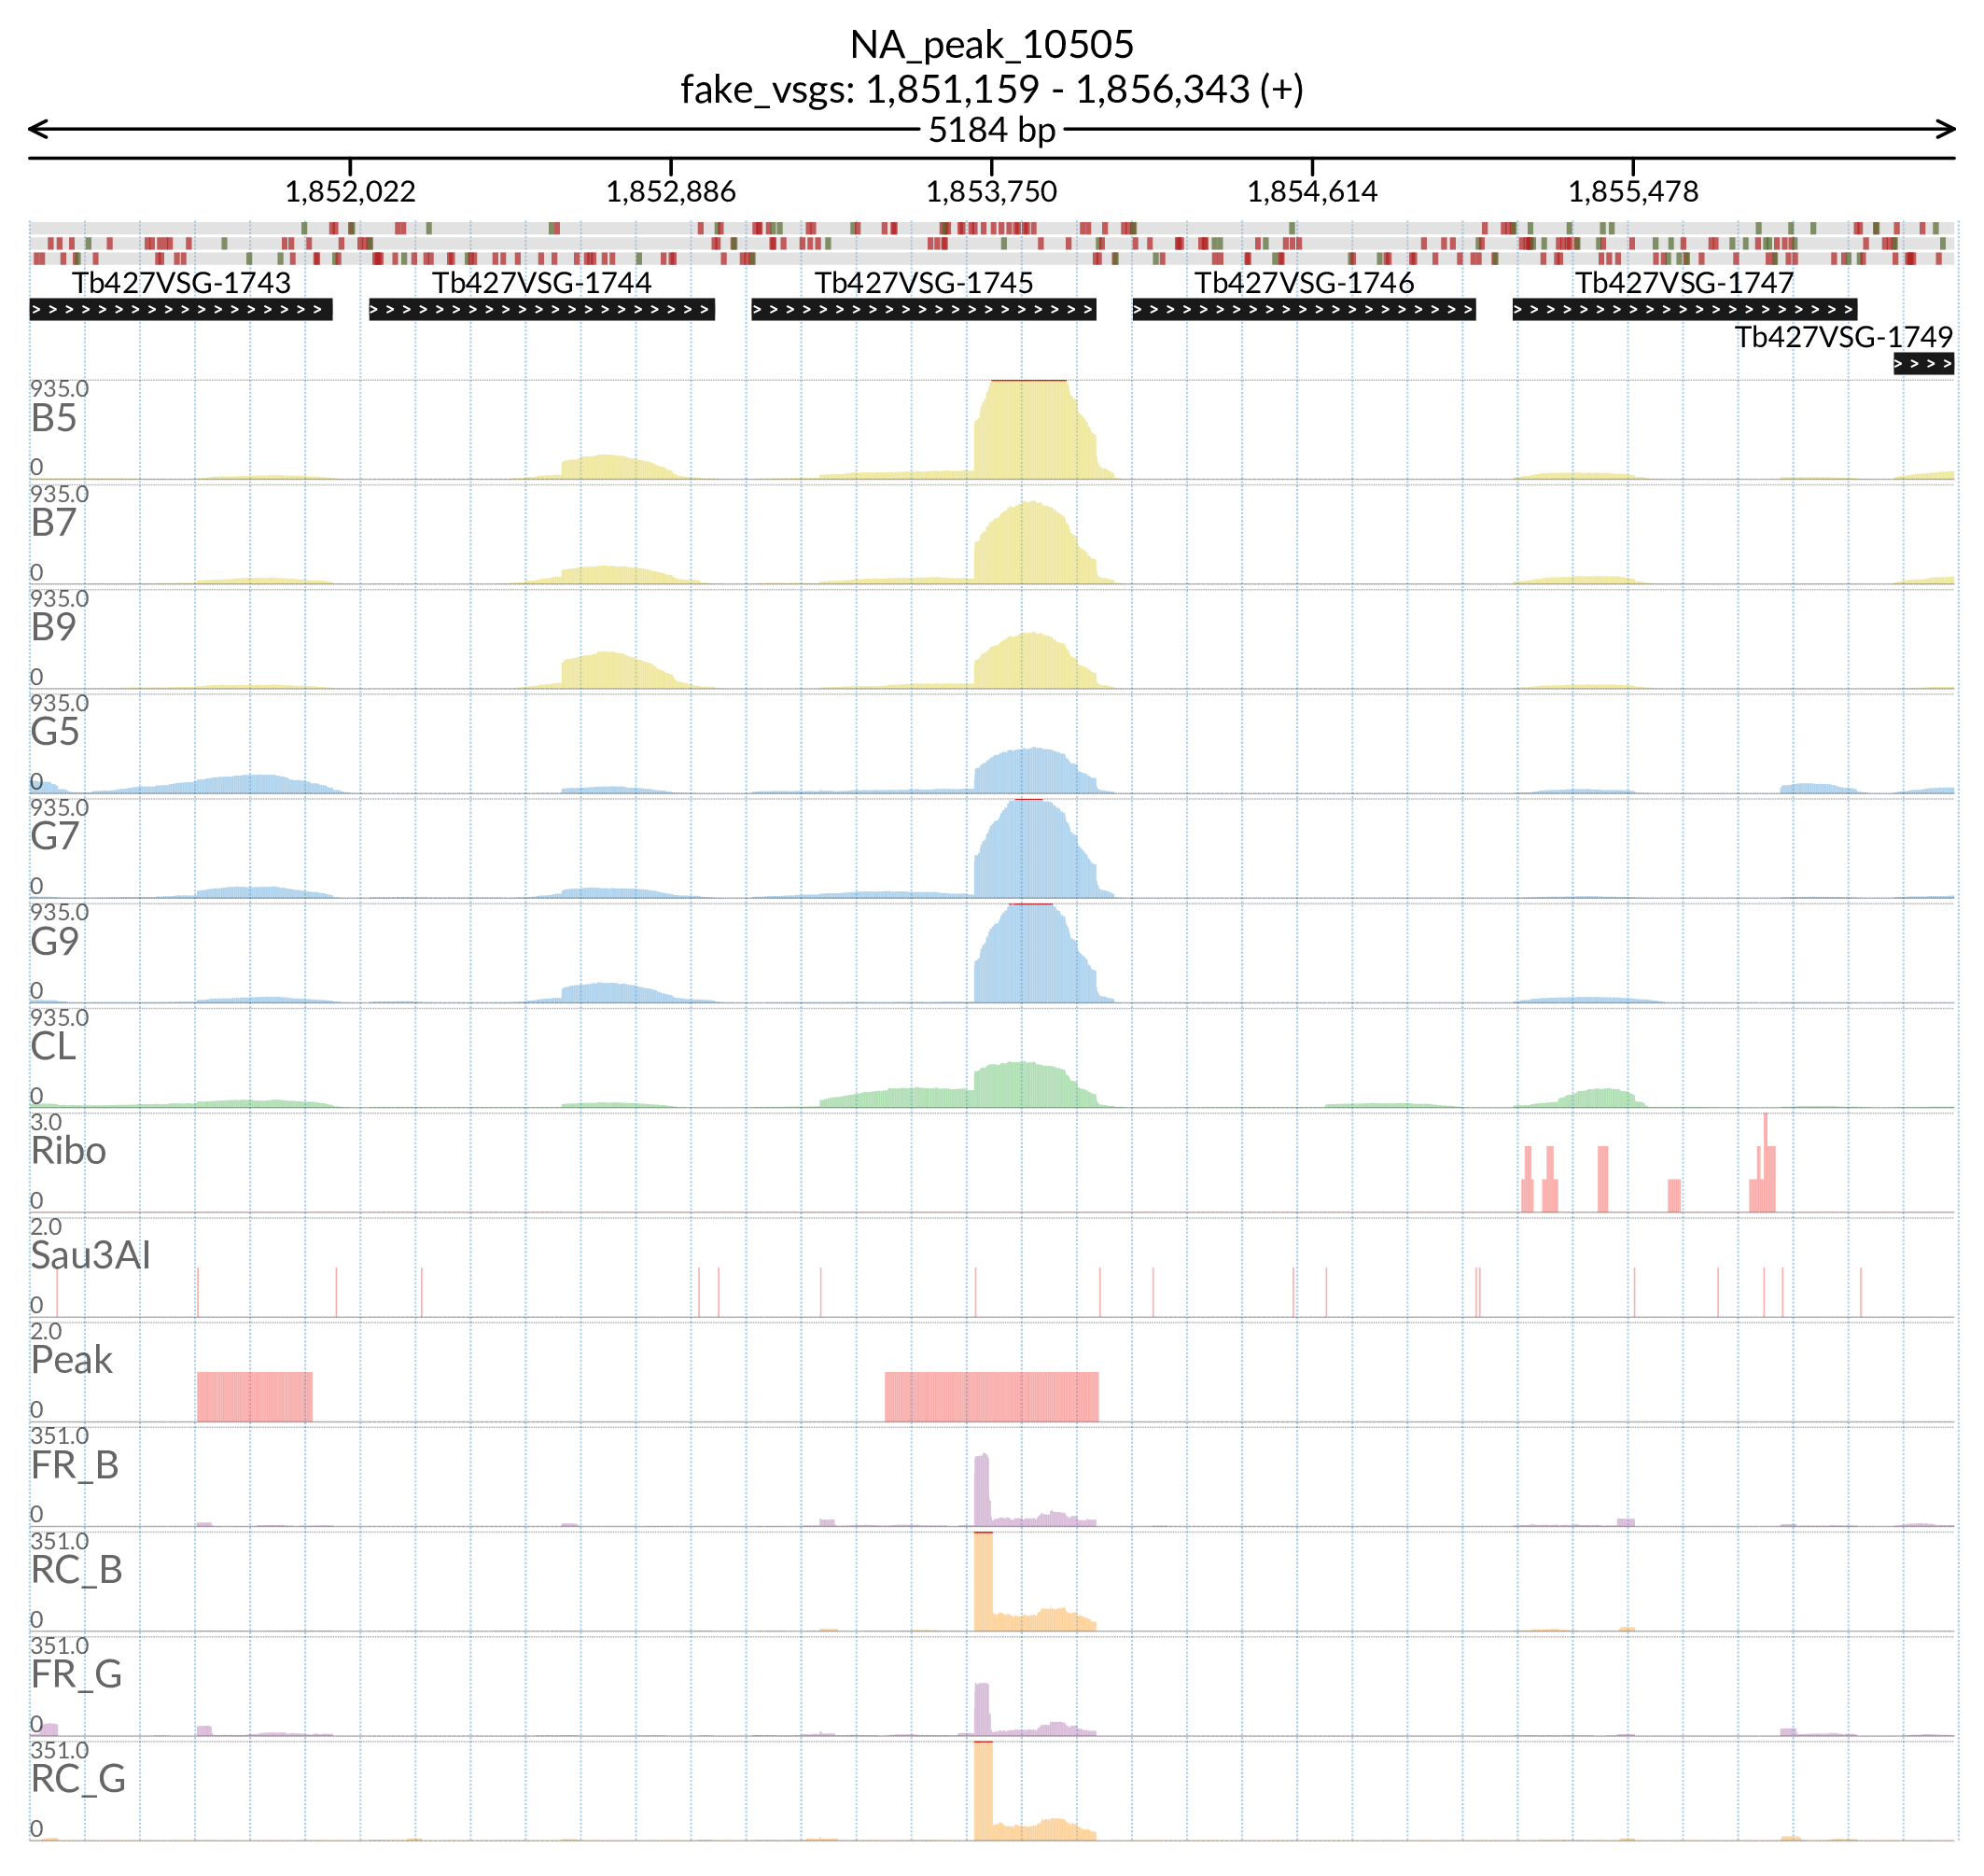 NA_peak_10505
fake_vsgs: 1,851,159 - 1,856,343 (+)
5184 bp
1,852,022 1,852,886 1,853,750 1,854,614 1,855,478
Tb427VSG-1743 Tb427VSG-1744 Tb427VSG-1745 Tb427VSG-1746 Tb427VSG-1747
Tb427VSG-1749
935.0
B5
0
935.0
B7
0
935.0
B9
0
935.0
G5
0
935.0
G7
0
935.0
G9
0
935.0
CL
0
3.0
Ribo
0
2.0
Sau3AI
0
2.0
Peak
0
351.0
FR_B
0
351.0
RC_B
0
351.0
FR_G
0
351.0
RC_G
0